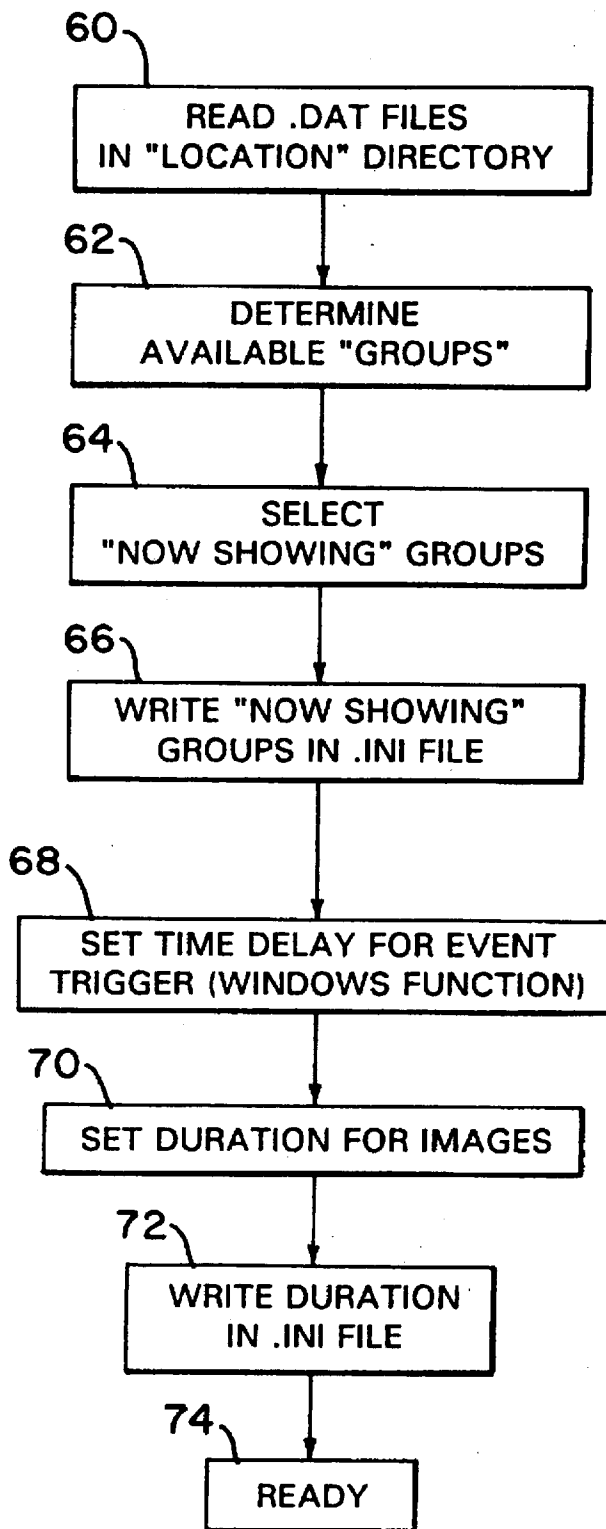 60
READ .DAT FILES
IN "LOCATION" DIRECTORY
62
DETERMINE
AVAILABLE "GROUPS"
64
SELECT
"NOW SHOWING" GROUPS
66
WRITE "NOW SHOWING"
GROUPS IN .INI FILE
68
SET TIME DELAY FOR EVENT
TRIGGER (WINDOWS FUNCTION)
70
SET DURATION FOR IMAGES
72
WRITE DURATION
IN .INI FILE
74
READY